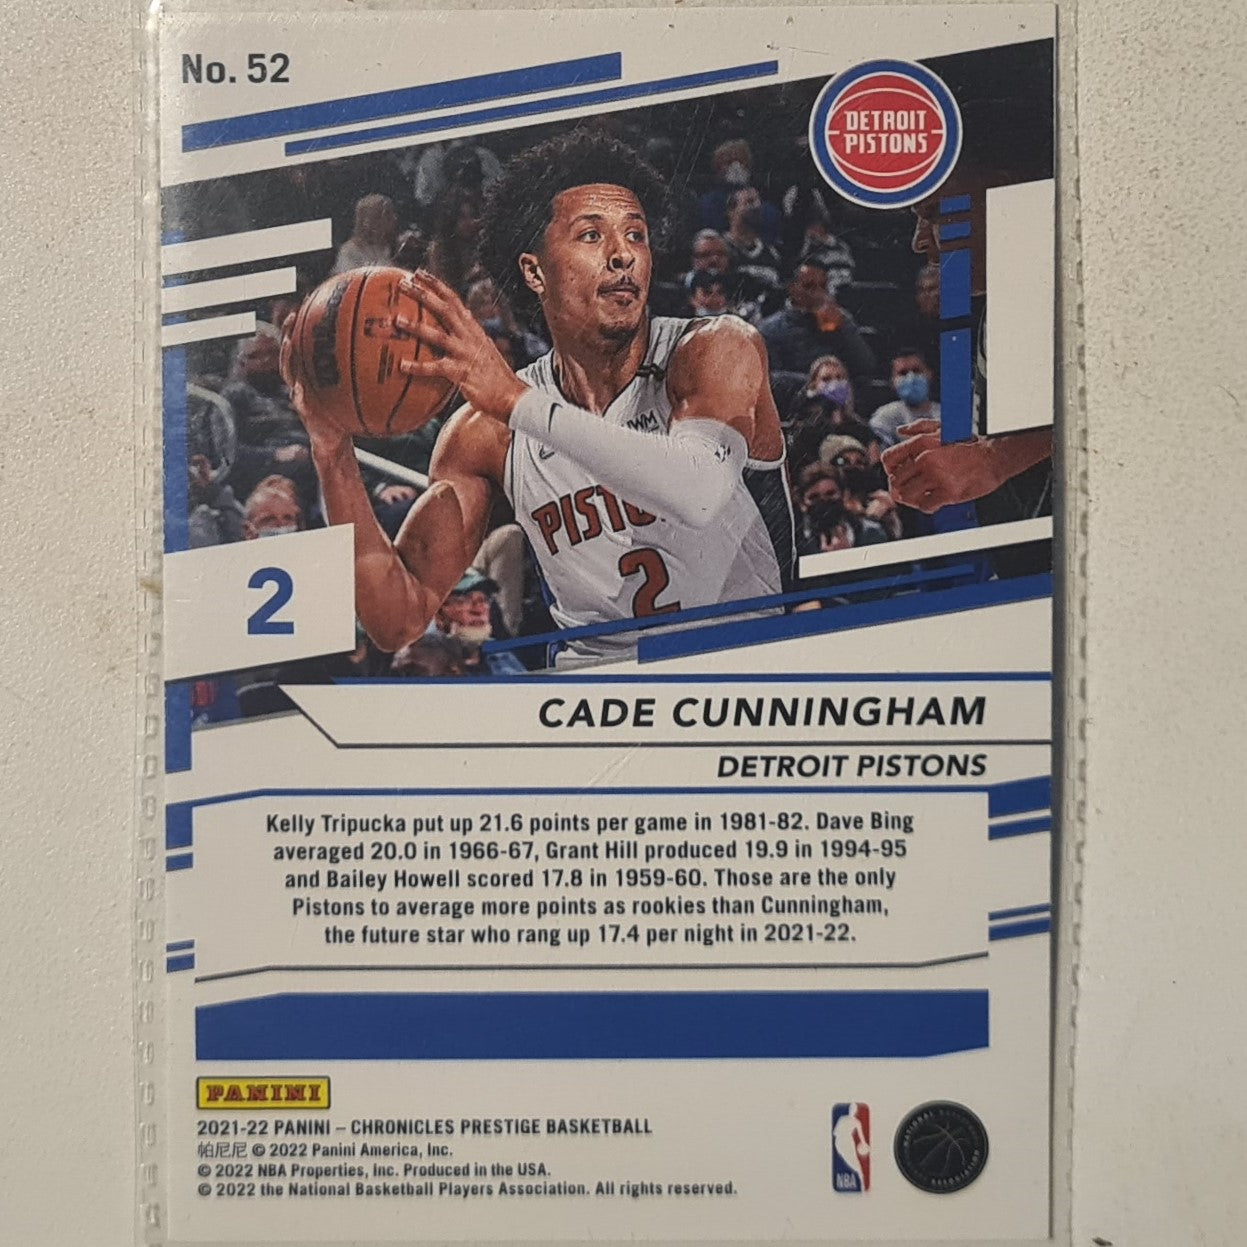 No. 52
DETROIT
PISTONS
WM
PISTO
2
2
CADE CUNNINGHAM
DETROIT PISTONS
Kelly Tripucka put up 21.6 points per game in 1981-82. Dave Bing
averaged 20.0 in 1966-67, Grant Hill produced 19.9 in 1994-95
and Bailey Howell scored 17.8 in 1959-60. Those are the only
Pistons to average more points as rookies than Cunningham,
the future star who rang up 17.4 per night in 2021-22.
PANINI
2021-22 PANINI – CHRONICLES PRESTIGE BASKETBALL
帕尼尼 © 2022 Panini America, Inc.
© 2022 NBA Properties, Inc. Produced in the USA.
© 2022 the National Basketball Players Association. All rights reserved.
NBA